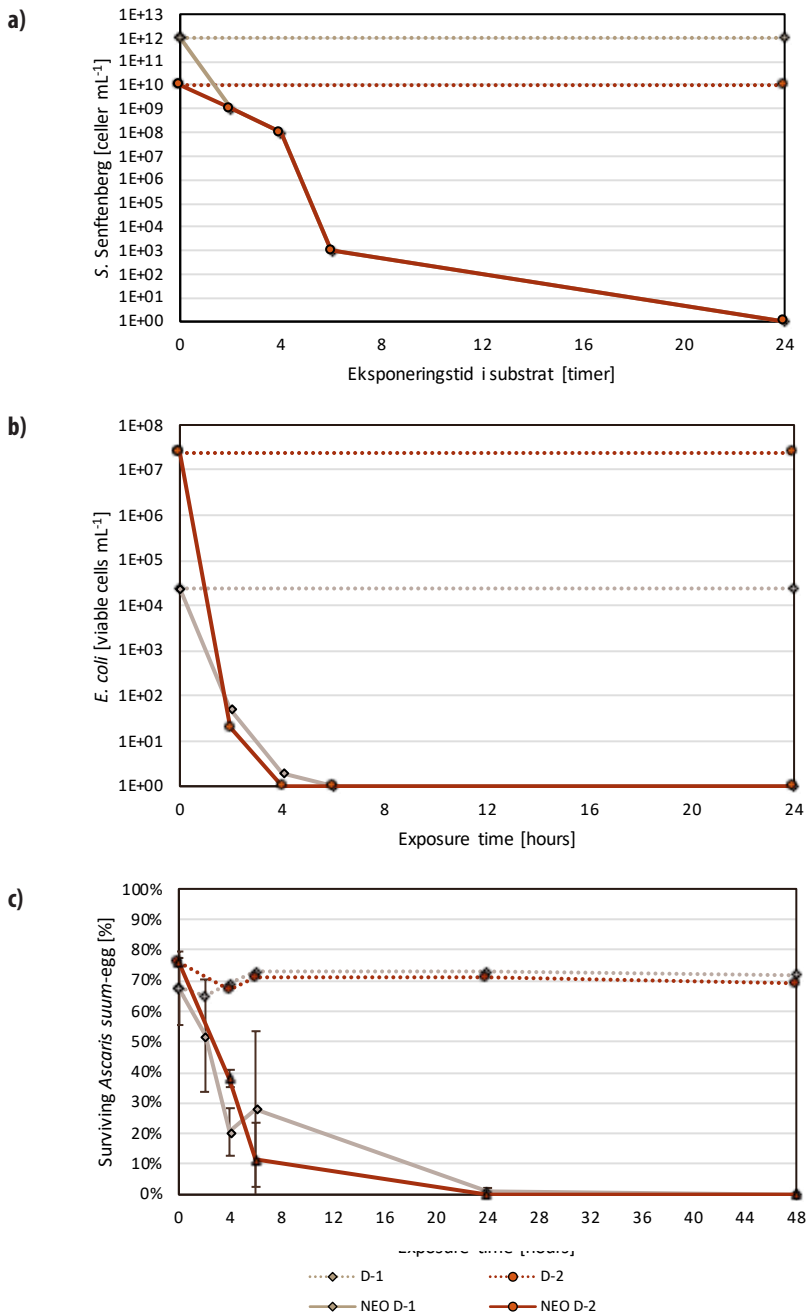 a)
1E+13
1E+12
1E+11
1E+10
1E+09
1E+08
1E+07
1E+06
1E+05
1E+04
1E+03
1E+02
1E+01
1E+00
S. Senftenberg [celler mL-1]
0 4 8 12 16 20 24
Eksponeringstid i substrat [timer]
b)
1E+08
1E+07
1E+06
1E+05
1E+04
1E+03
1E+02
1E+01
1E+00
E. coli [viable cells mL-1]
0 4 8 12 16 20 24
Exposure time [hours]
c)
100%
90%
80%
70%
60%
50%
40%
30%
20%
10%
0%
Surviving Ascaris suum-egg [%]
0 4 8 12 16 20 24 28 32 36 40 44 48
Exposure time [hours]
D-1 D-2
NEO D-1 NEO D-2